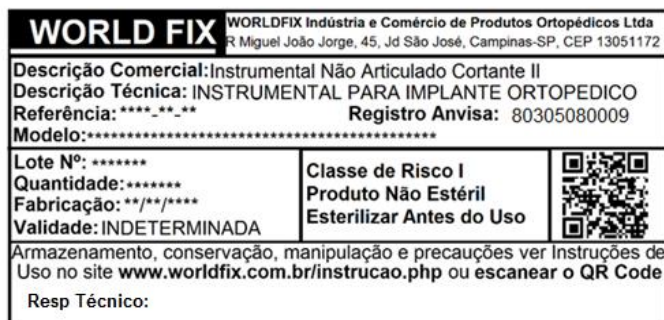 WORLD FIX
WORLDFIX Indústria e Comércio de Produtos Ortopédicos Ltda
R Miguel João Jorge, 45, Jd São José, Campinas-SP, CEP 13051172
Descrição Comercial:Instrumental Não Articulado Cortante II
Descrição Técnica: INSTRUMENTAL PARA IMPLANTE ORTOPEDICO
Referência: ****-**-** Registro Anvisa: 80305080009
Modelo:********************************************
Lote Nº: *******
Quantidade:*******
Fabricação:**/**/****
Validade:INDETERMINADA
Classe de Risco I
Produto Não Estéril
Esterilizar Antes do Uso
Armazenamento, conservação, manipulação e precauções ver Instruções de
Uso no site www.worldfix.com.br/instrucao.php ou escanear o QR Code
Resp Técnico: